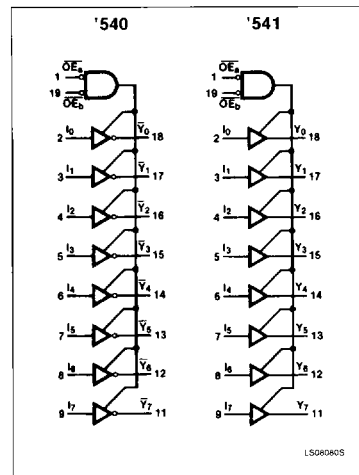 '540 '541
OEa OEa
1 1
19 19
OEb OEb
2 I0 Y0 18 2 I0 Y0 18
3 I1 Y1 17 3 I1 Y1 17
4 I2 Y2 16 4 I2 Y2 16
5 I3 Y3 15 5 I3 Y3 15
6 I4 Y4 14 6 I4 Y4 14
7 I5 Y5 13 7 I5 Y5 13
8 I6 Y6 12 8 I6 Y6 12
9 I7 Y7 11 9 I7 Y7 11
LS08080S